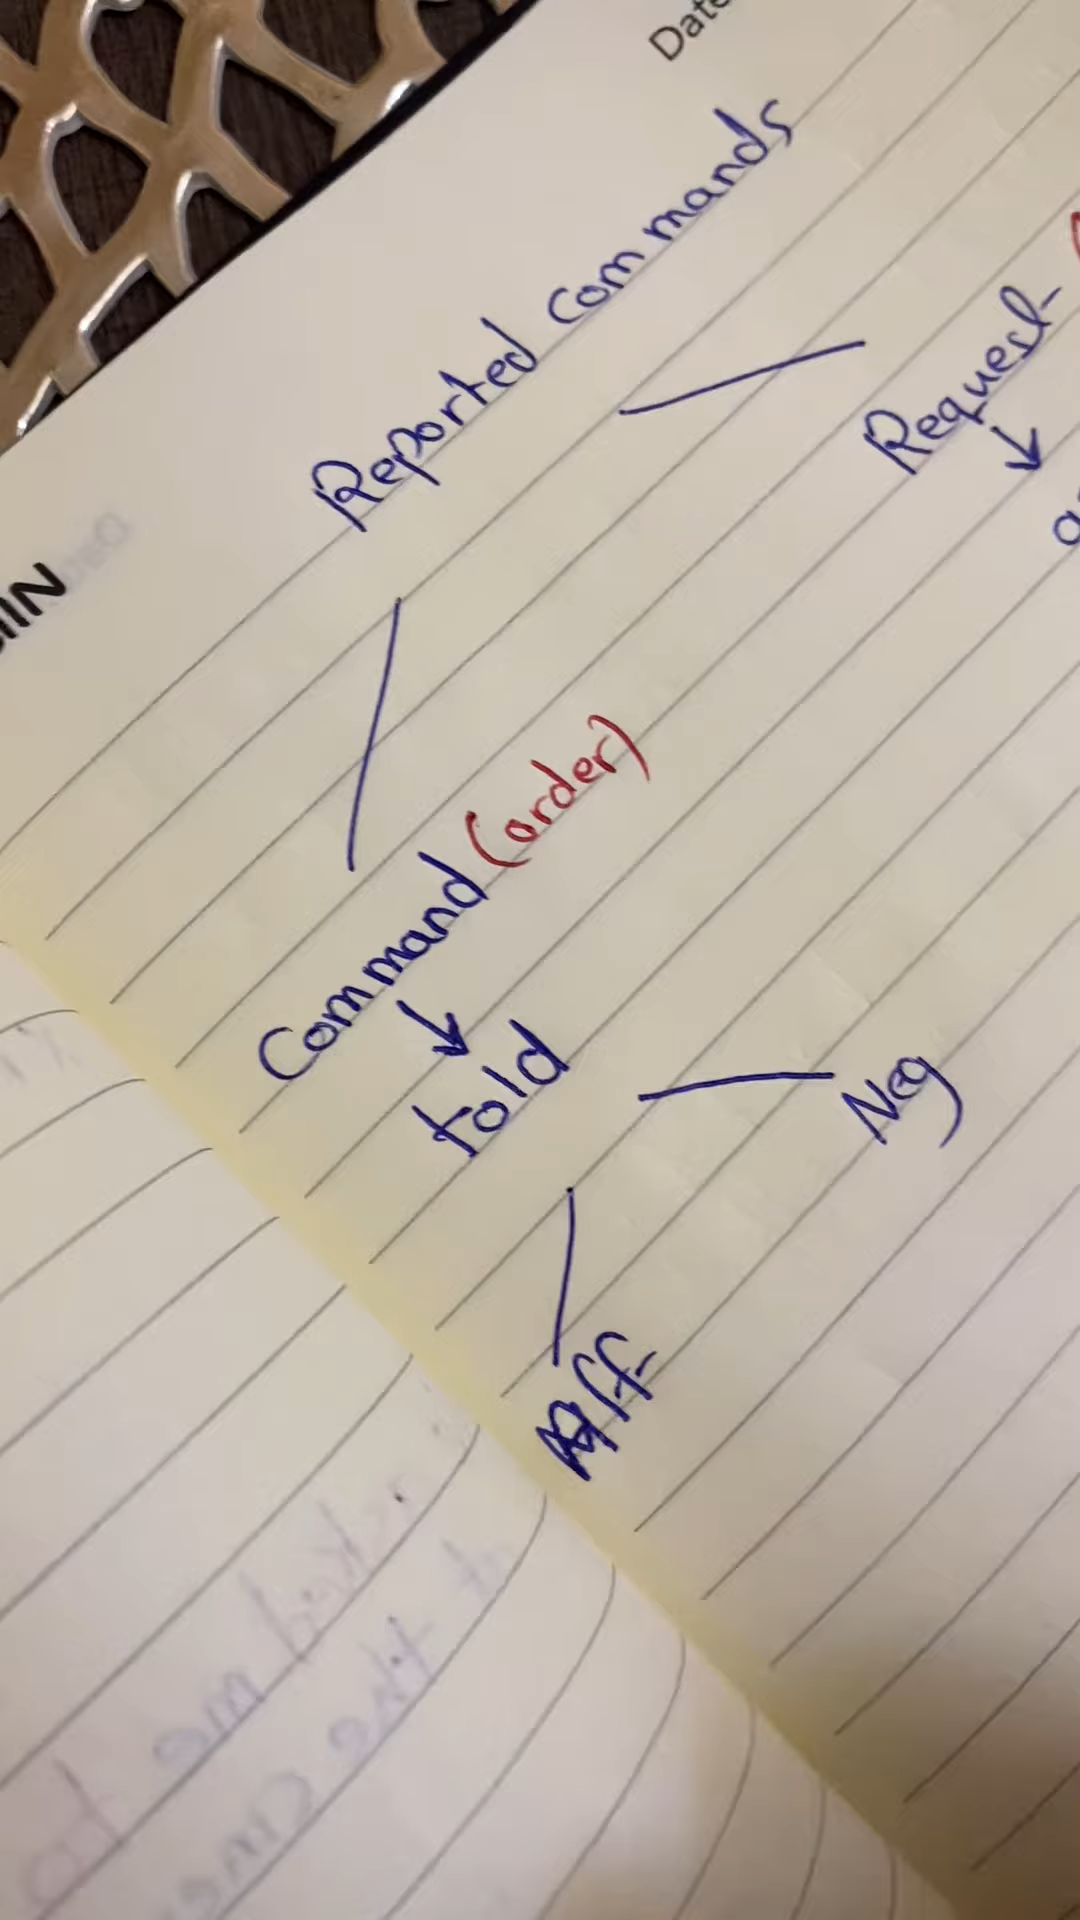 Date
Reported Commands
Request
Command (order)
told
Neg
Aff